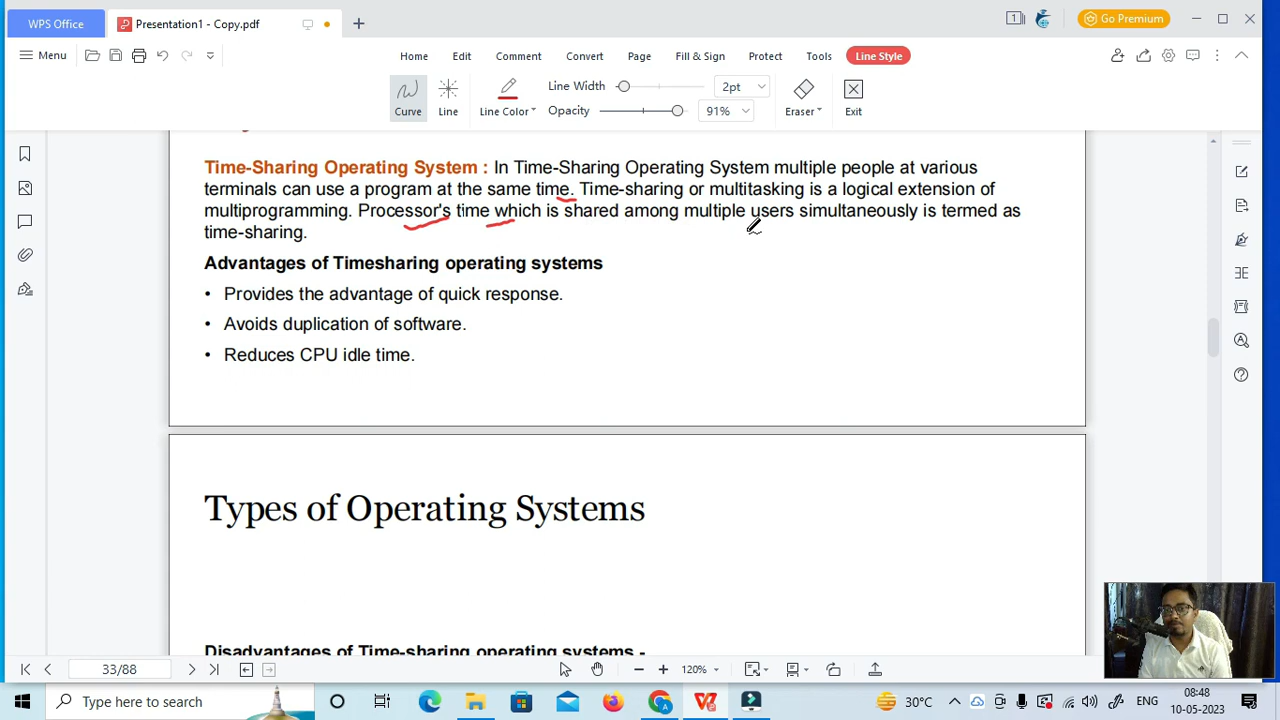 WPS Office
Presentation1 - Copy.pdf
1
Go Premium
Menu
Home Edit Comment Convert Page Fill & Sign Protect Tools Line Style
Curve
Line
Line Color
Line Width
2pt
Opacity
91%
Eraser
Exit
Time-Sharing Operating System : In Time-Sharing Operating System multiple people at various
terminals can use a program at the same time. Time-sharing or multitasking is a logical extension of
multiprogramming. Processor's time which is shared among multiple users simultaneously is termed as
time-sharing.
Advantages of Timesharing operating systems
• Provides the advantage of quick response.
• Avoids duplication of software.
• Reduces CPU idle time.
Types of Operating Systems
Disadvantages of Time-sharing operating systems -
33/88
120%
Type here to search
30°C
ENG
08:48
10-05-2023